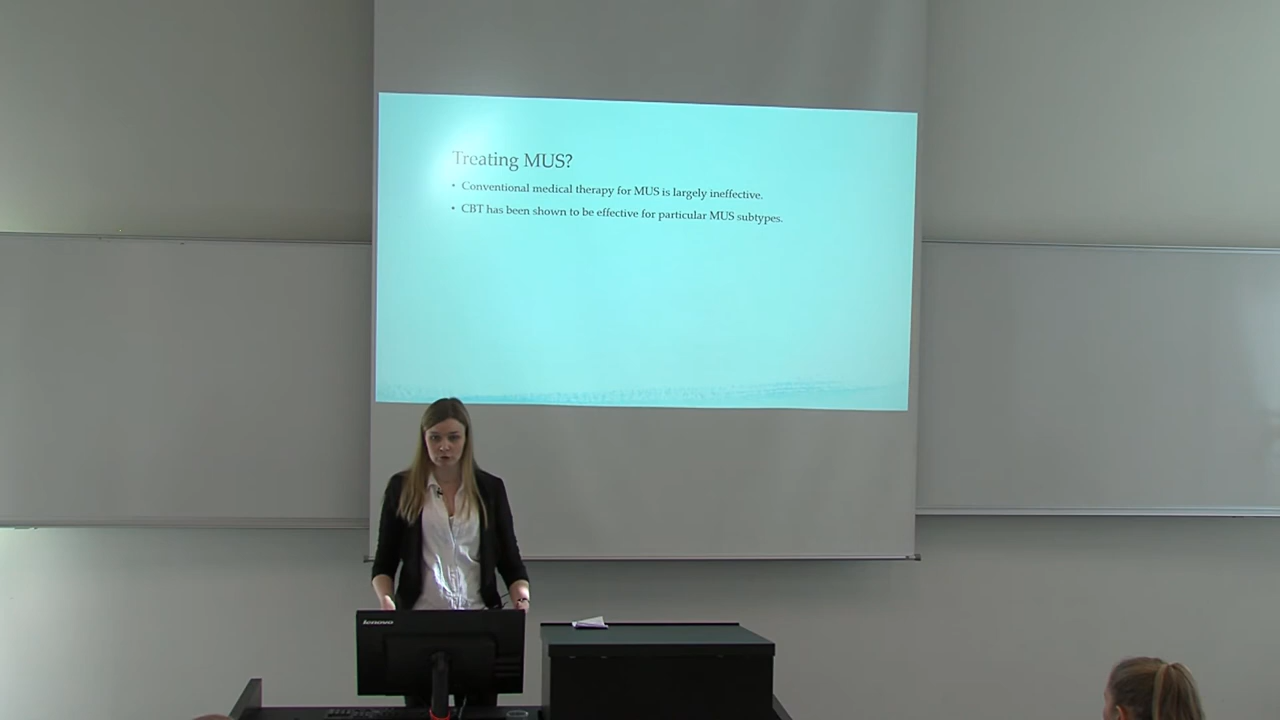 Treating MUS?
• Conventional medical therapy for MUS is largely ineffective.
• CBT has been shown to be effective for particular MUS subtypes.
lenovo